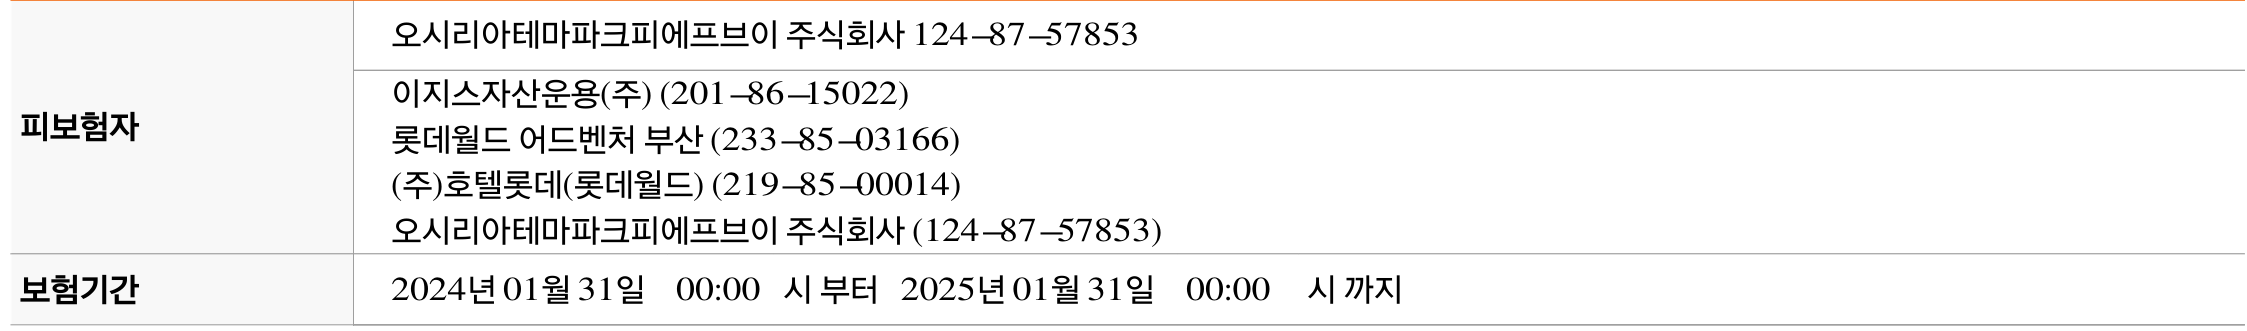 피보험자
오시리아테마파크피에프브이 주식회사 124-87-57853
이지스자산운용(주) (201-86-15022)
롯데월드 어드벤처 부산 (233-85-03166)
(주)호텔롯데(롯데월드) (219-85-00014)
오시리아테마파크피에프브이 주식회사 (124-87-57853)
보험기간 2024년 01월 31일 00:00 시 부터 2025년 01월 31일 00:00 시 까지